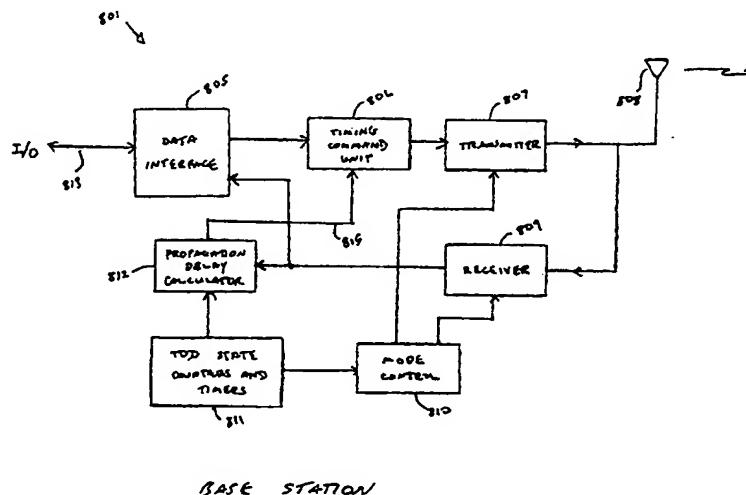 801
805
806
807
808
DATA
INTERFACE
TIMING
COMMAND
UNIT
TRANSMITTER
I/O
813
815
809
812
PROPAGATION
DELAY
CALCULATOR
RECEIVER
TDD STATE
COUNTERS AND
TIMERS
MODE
CONTROL
811
810
BASE STATION